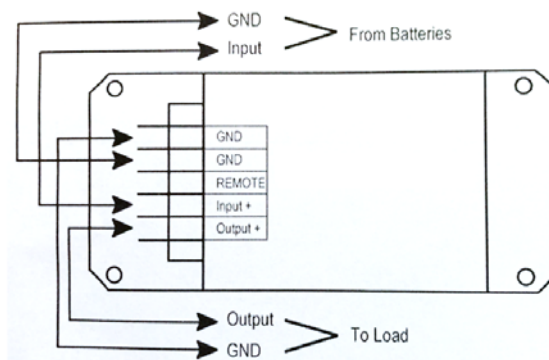 GND
Input
From Batteries
GND
GND
REMOTE
Input +
Output +
Output
To Load
GND